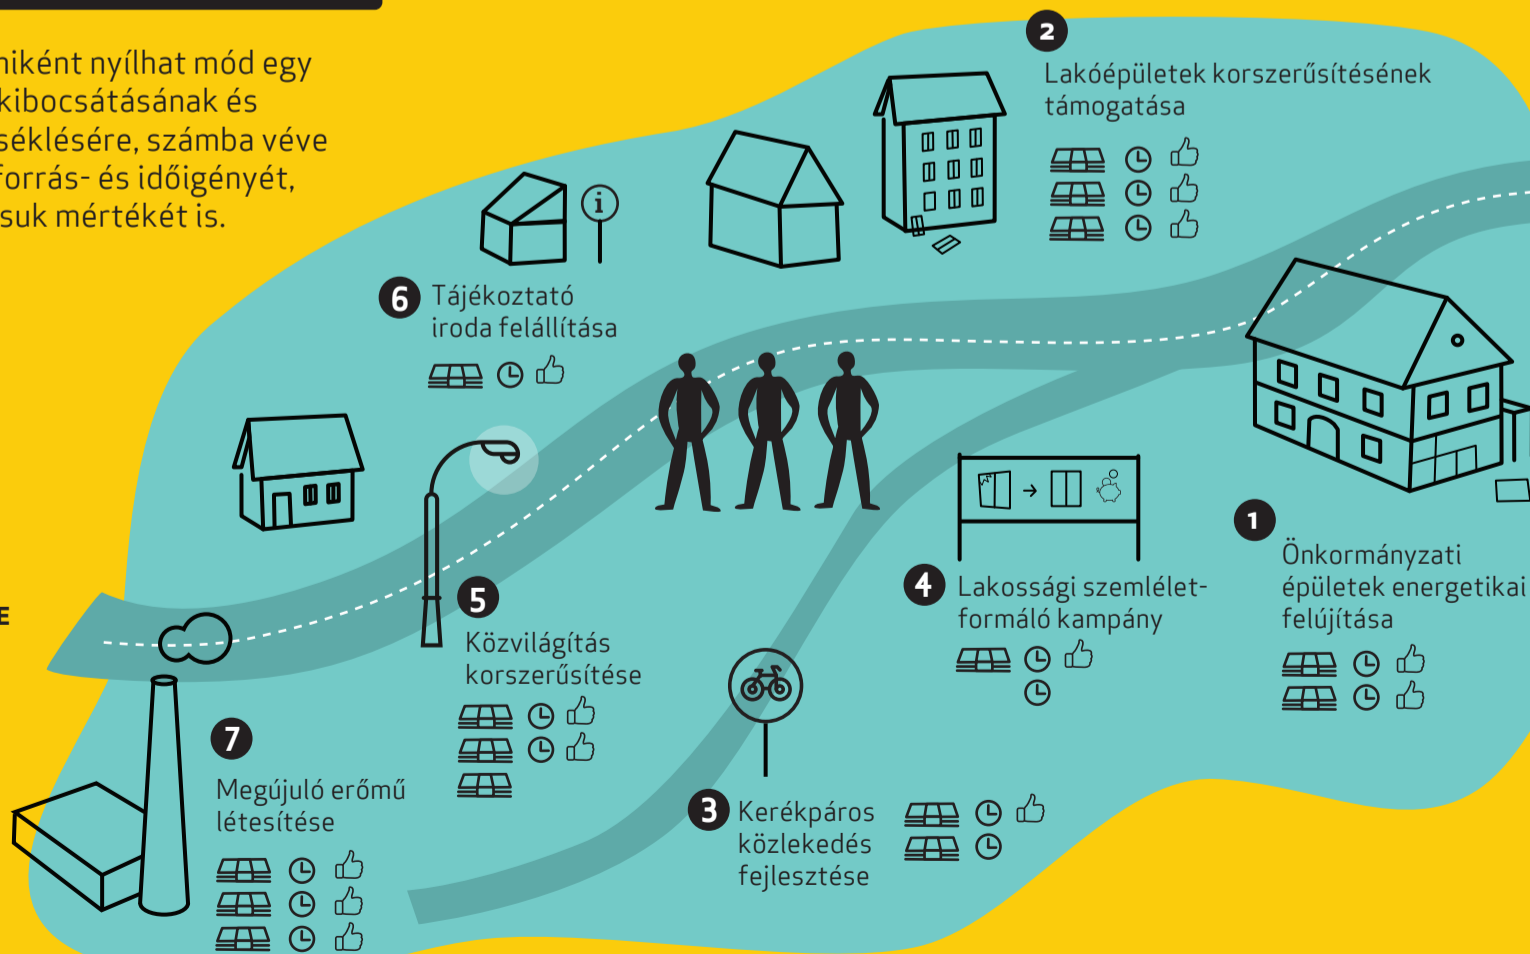 miként nyílhat mód egy
kibocsátásának és
séklésére, számba véve
forrás- és időigényét,
suk mértékét is.
2
Lakóépületek korszerűsítésének
támogatása
i
6
Tájékoztató
iroda felállítása
1
Önkormányzati
épületek energetikai
felújítása
4
Lakossági szemlélet-
formáló kampány
5
Közvilágítás
korszerűsítése
E
7
Megújuló erőmű
létesítése
3
Kerékpáros
közlekedés
fejlesztése